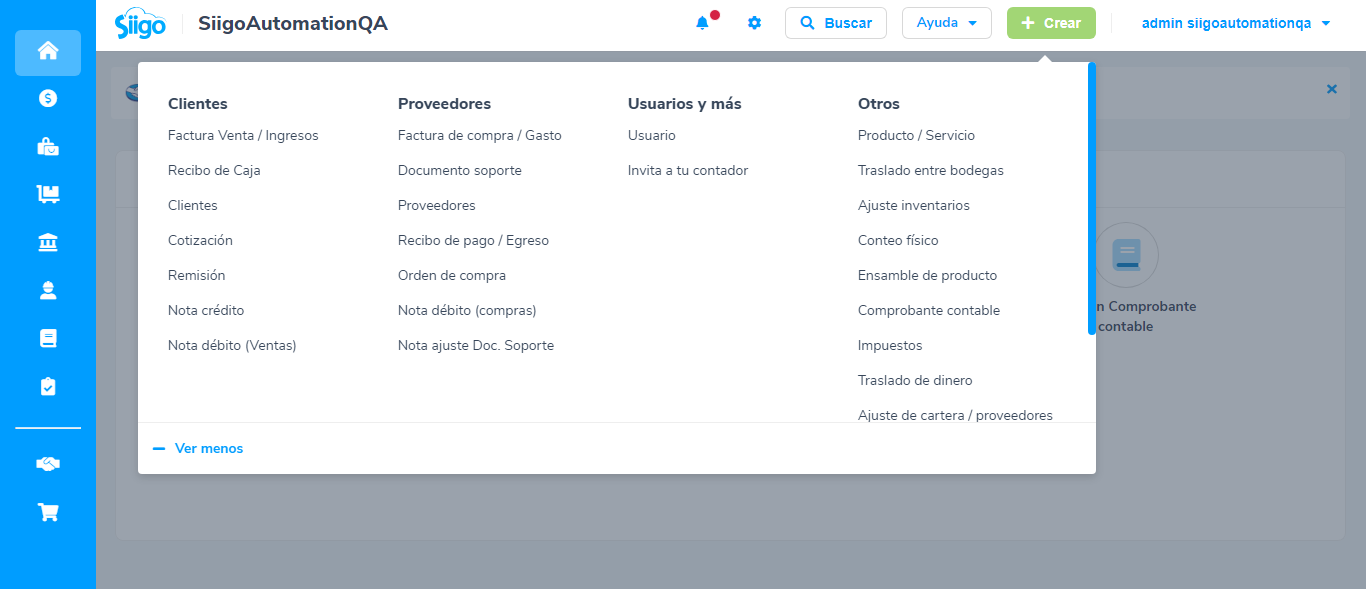 Siigo
SiigoAutomationQA
Buscar
Ayuda
Crear
admin siigoautomationqa
Clientes
Factura Venta / Ingresos
Recibo de Caja
Clientes
Cotización
Remisión
Nota crédito
Nota débito (Ventas)
Proveedores
Factura de compra / Gasto
Documento soporte
Proveedores
Recibo de pago / Egreso
Orden de compra
Nota débito (compras)
Nota ajuste Doc. Soporte
Usuarios y más
Usuario
Invita a tu contador
Otros
Producto / Servicio
Traslado entre bodegas
Ajuste inventarios
Conteo físico
Ensamble de producto
Comprobante contable
Impuestos
Traslado de dinero
Ajuste de cartera / proveedores
Ver menos
n Comprobante
contable